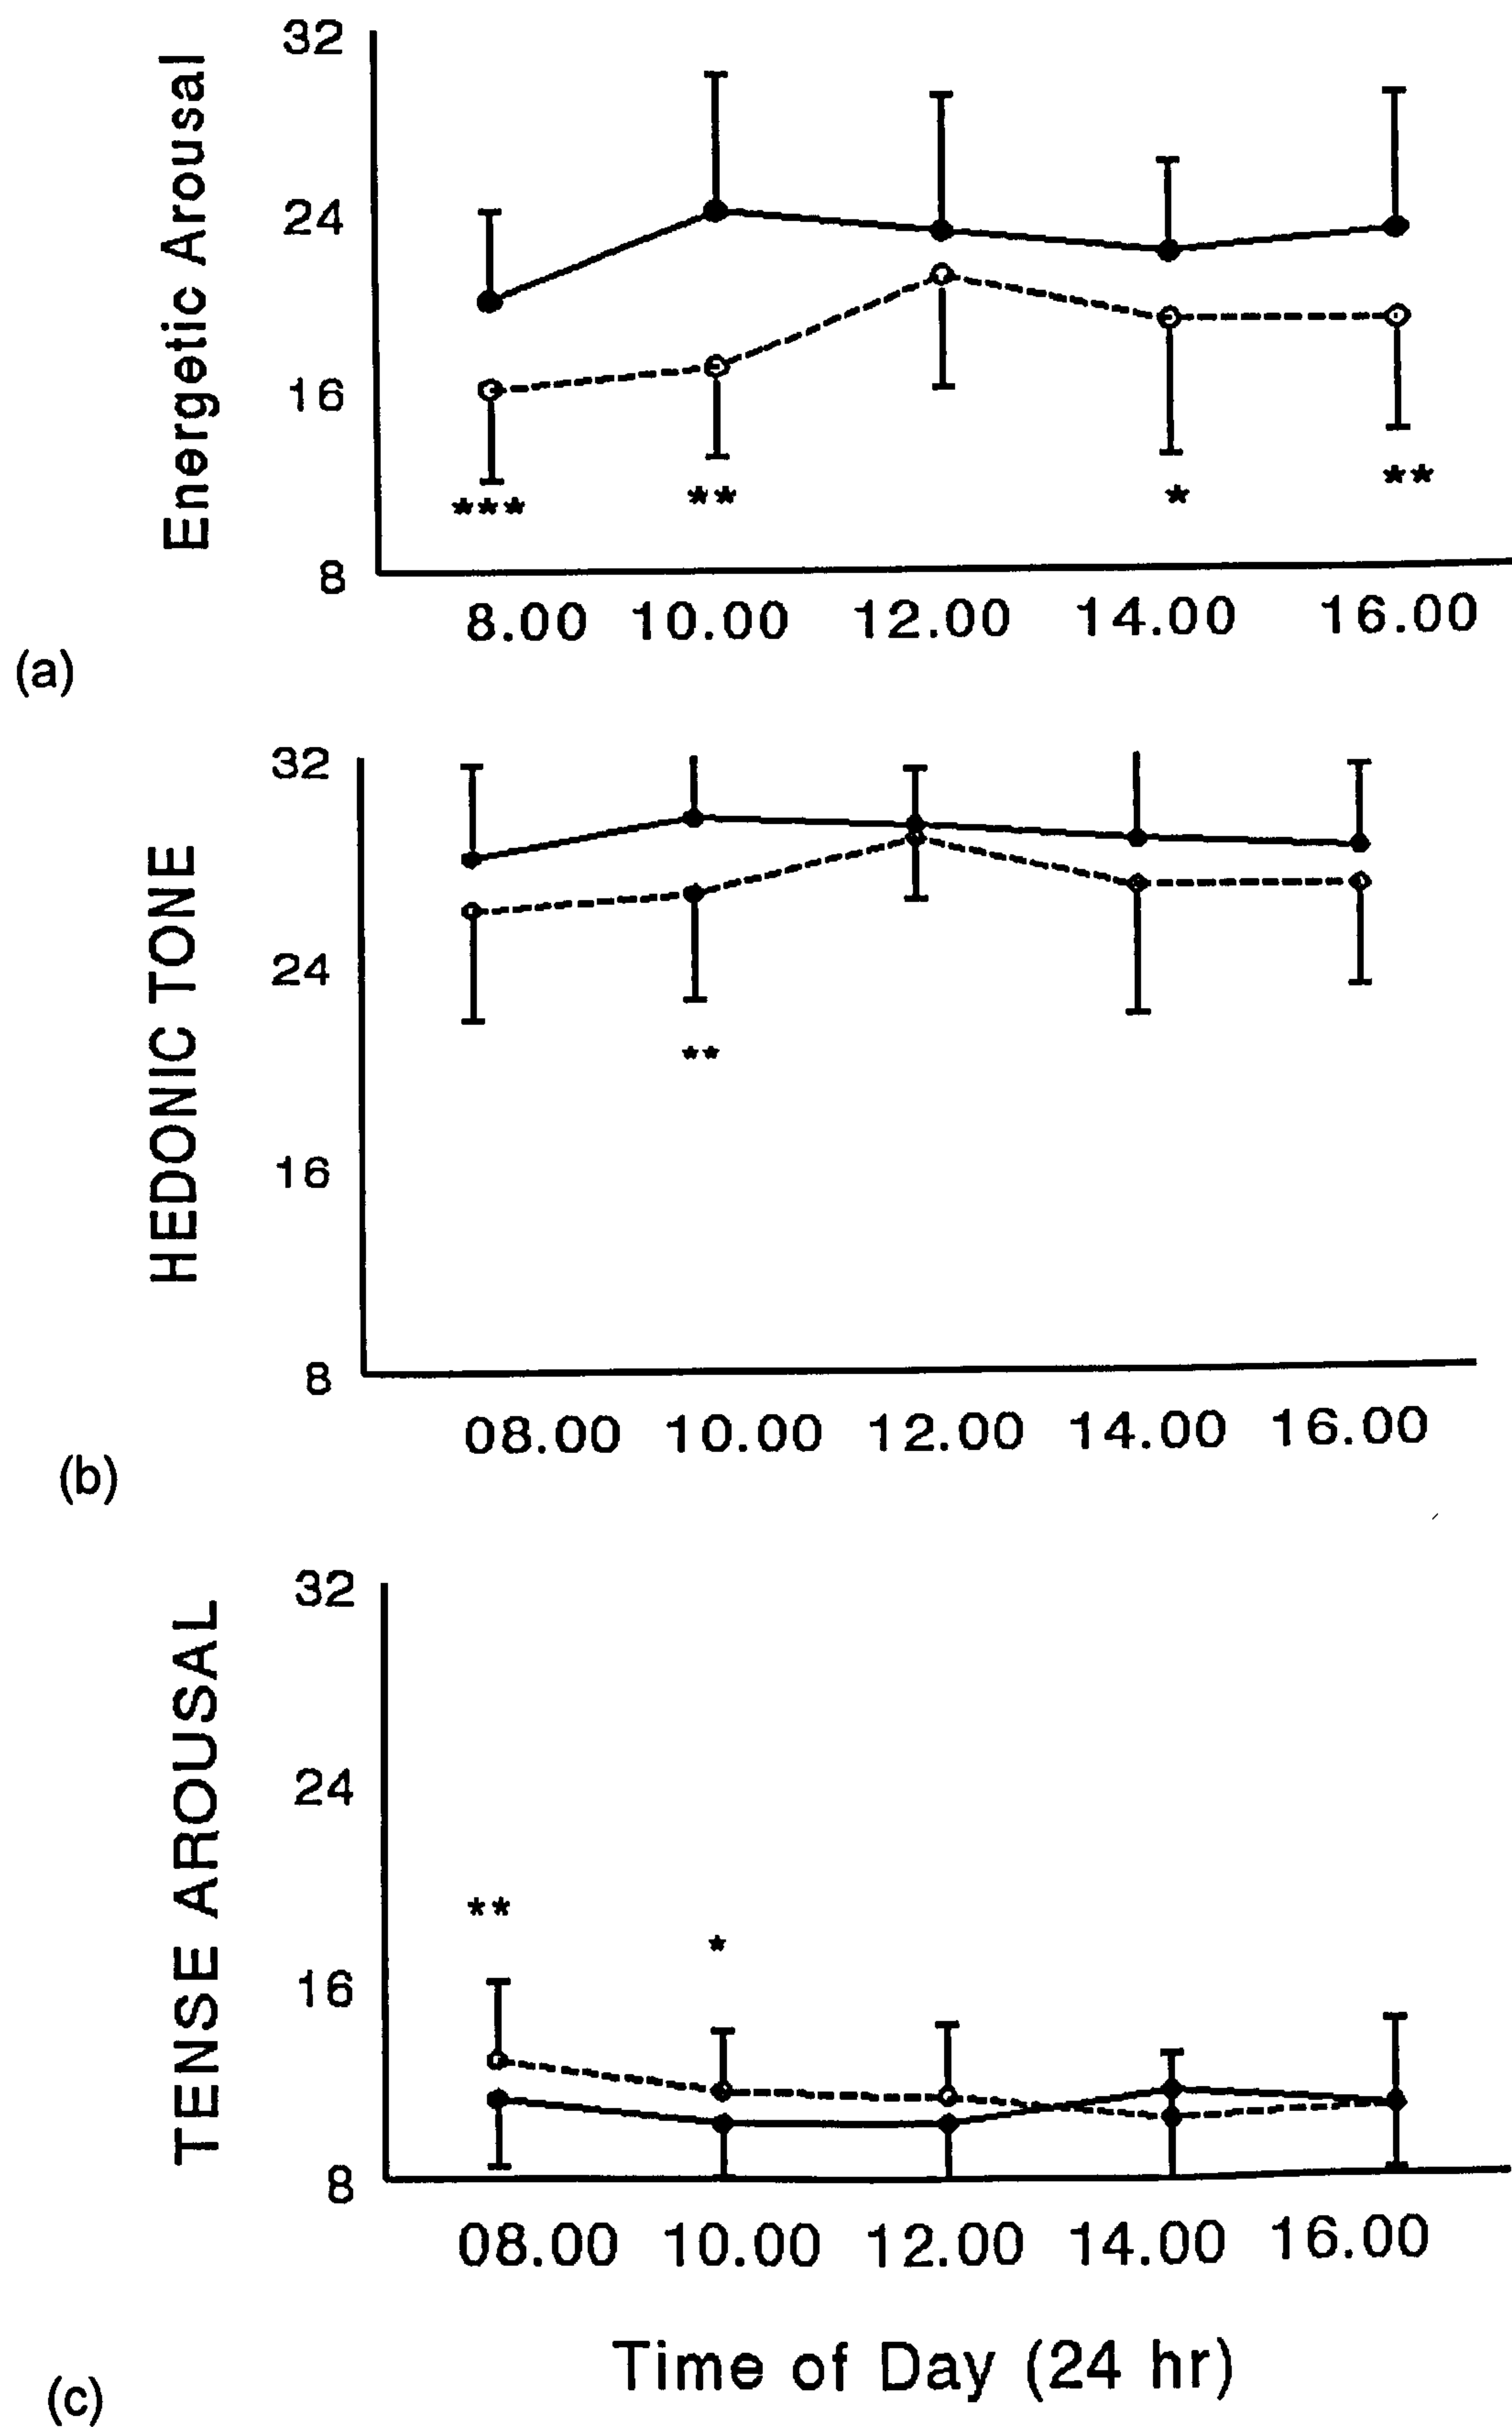 Energetic Arousal
32
24
16
8
*** ** * **
8.00 10.00 12.00 14.00 16.00
(a)
HEDONIC TONE
32
24
16
8
**
08.00 10.00 12.00 14.00 16.00
(b)
TENSE AROUSAL
32
24
16
8
** *
08.00 10.00 12.00 14.00 16.00
Time of Day (24 hr)
(c)